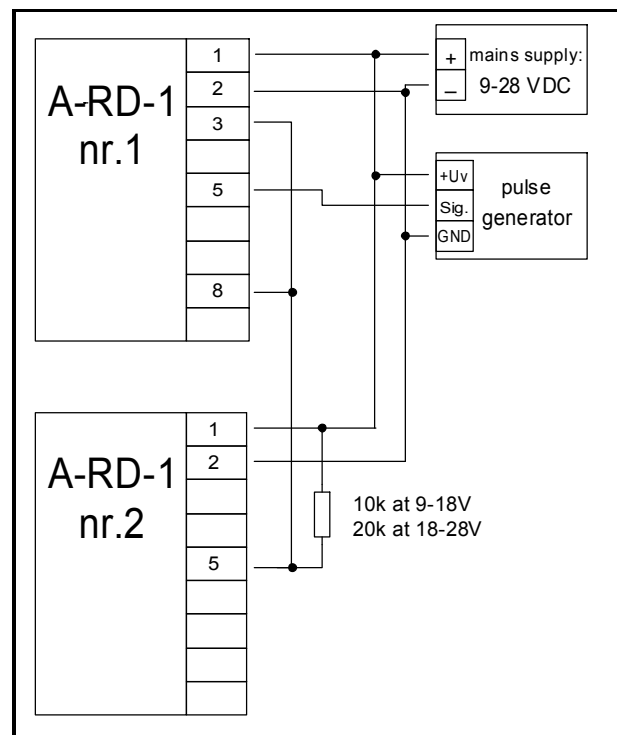 A-RD-1
nr.1
1
2
3
5
8
+
–
mains supply:
9-28 VDC
+Uv
Sig.
GND
pulse
generator
A-RD-1
nr.2
1
2
5
10k at 9-18V
20k at 18-28V